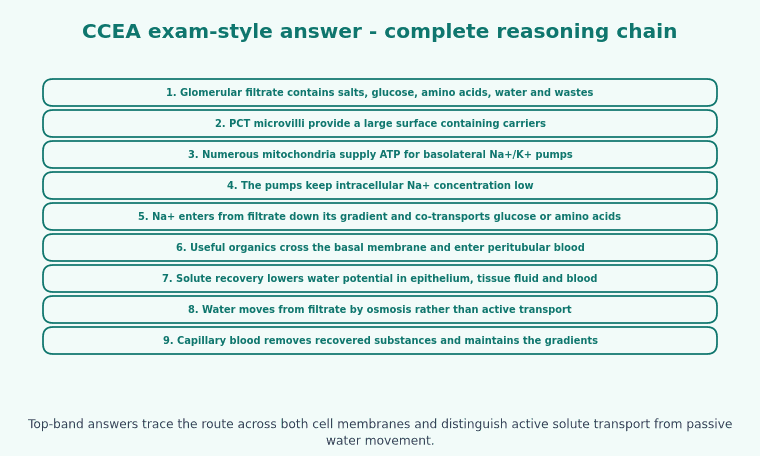 CCEA exam-style answer - complete reasoning chain
1. Glomerular filtrate contains salts, glucose, amino acids, water and wastes
2. PCT microvilli provide a large surface containing carriers
3. Numerous mitochondria supply ATP for basolateral Na+/K+ pumps
4. The pumps keep intracellular Na+ concentration low
5. Na+ enters from filtrate down its gradient and co-transports glucose or amino acids
6. Useful organics cross the basal membrane and enter peritubular blood
7. Solute recovery lowers water potential in epithelium, tissue fluid and blood
8. Water moves from filtrate by osmosis rather than active transport
9. Capillary blood removes recovered substances and maintains the gradients
Top-band answers trace the route across both cell membranes and distinguish active solute transport from passive
water movement.